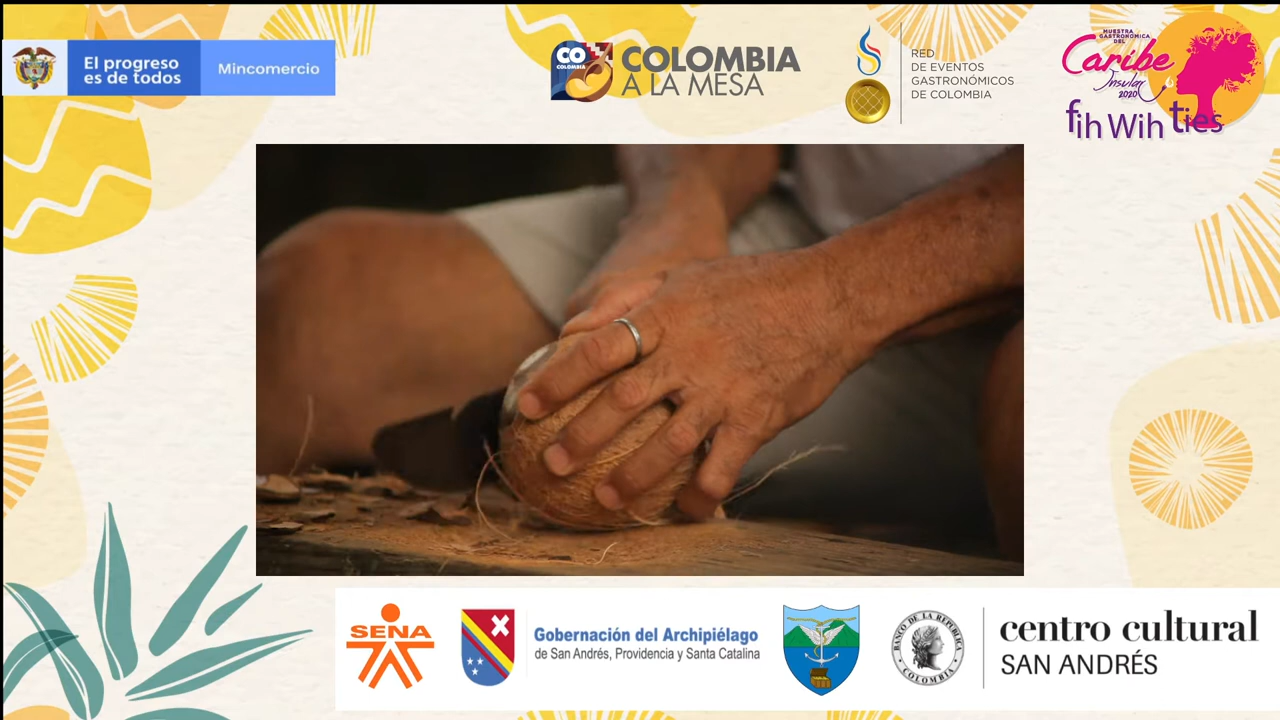 El progreso
es de todos
Mincomercio
CO
COLOMBIA
COLOMBIA
A LA MESA
RED
DE EVENTOS
GASTRONÓMICOS
DE COLOMBIA
MUESTRA
GASTRONÓMICA
DEL
Caribe
Insular
2020
fih Wih ties
SENA
Gobernación del Archipiélago
de San Andrés, Providencia y Santa Catalina
BANCO DE LA REPÚBLICA
COLOMBIA
centro cultural
SAN ANDRÉS